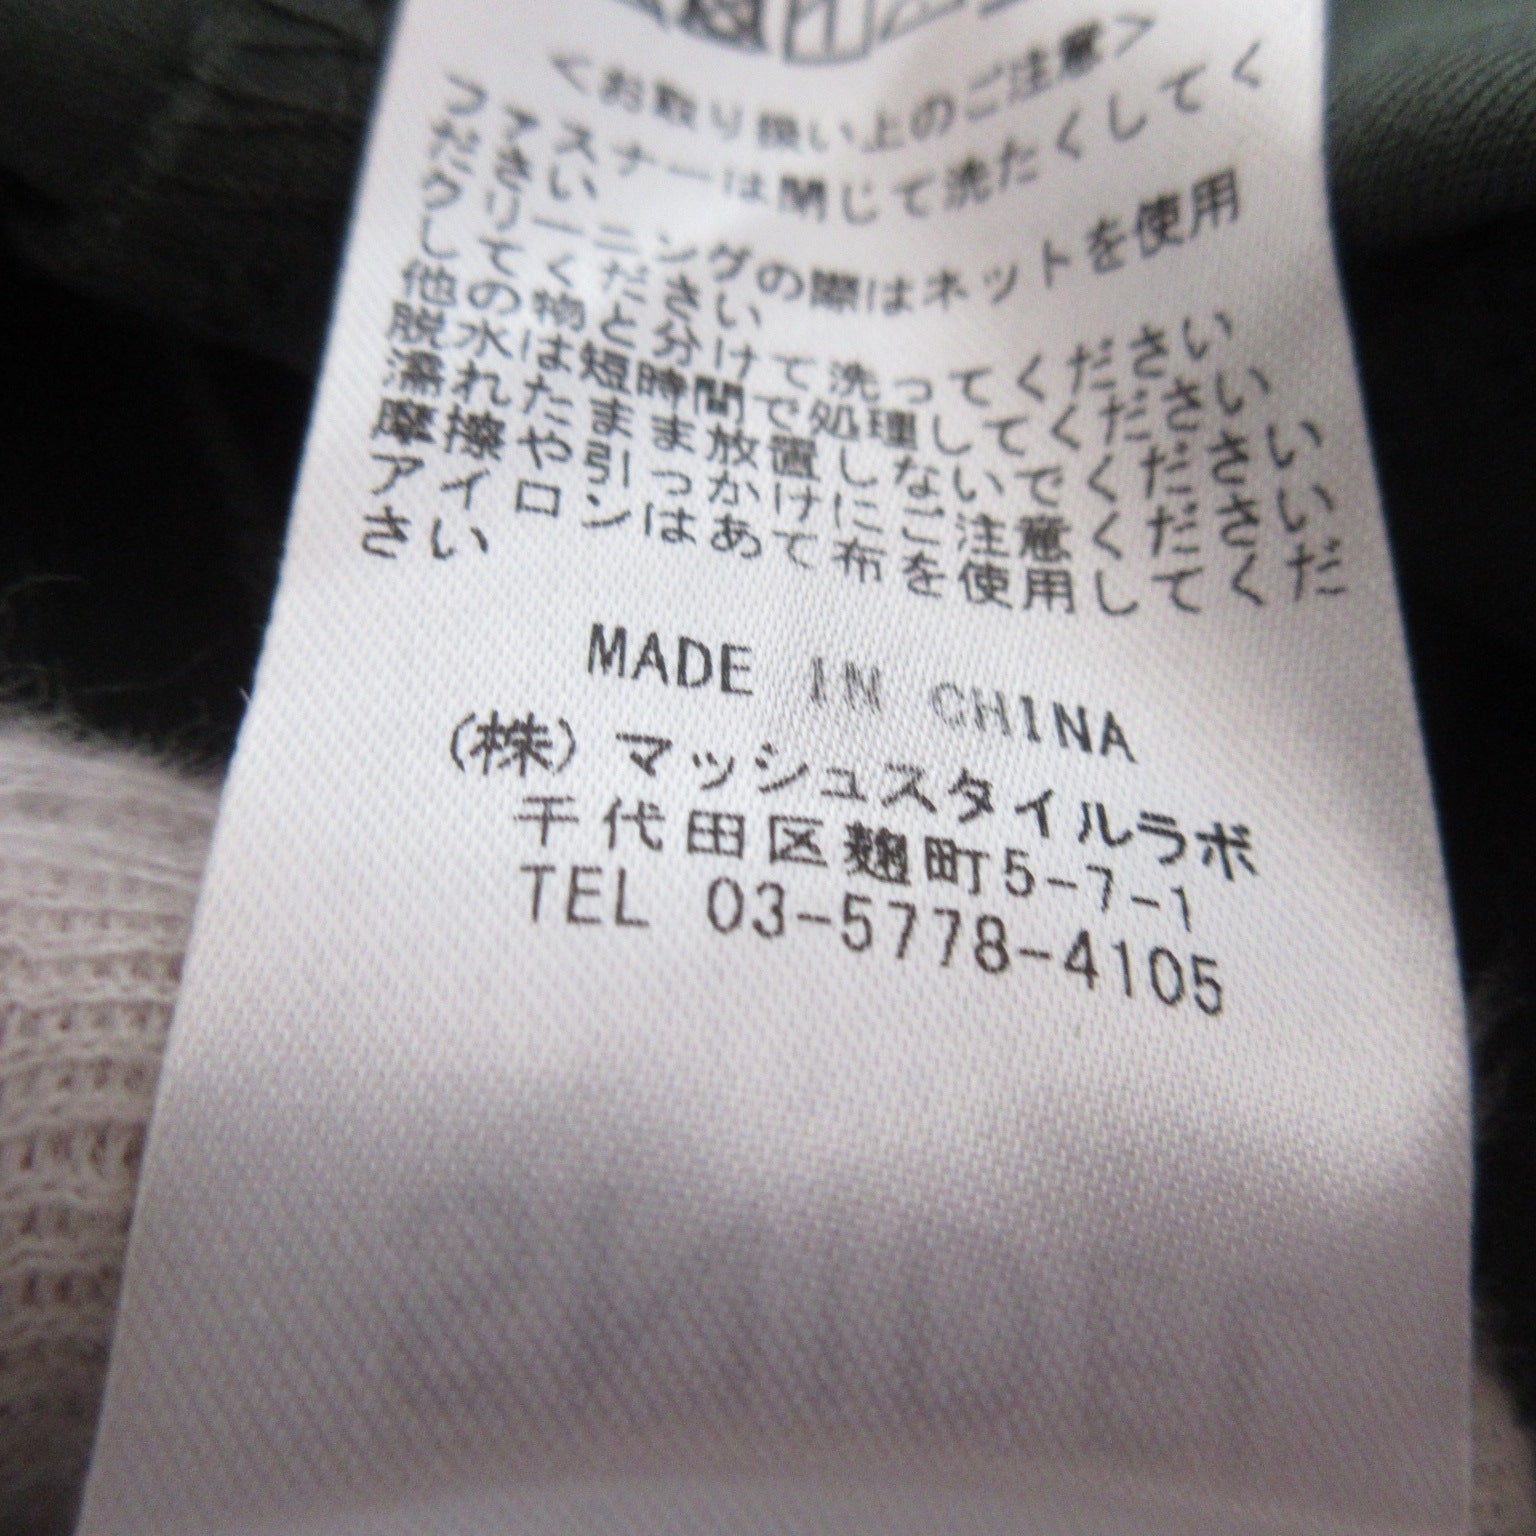 <お取り扱い上のご注意>
ファスナーは閉じて洗たくしてく
ださい
クリーニングの際はネットを使用
してください
他の物と分けて洗ってください
脱水は短時間で処理してください
濡れたまま放置しないでください
摩擦や引っかけにご注意ください
アイロンはあて布を使用してくだ
さい
MADE IN CHINA
(株)マッシュスタイルラボ
千代田区麹町5-7-1
TEL 03-5778-4105